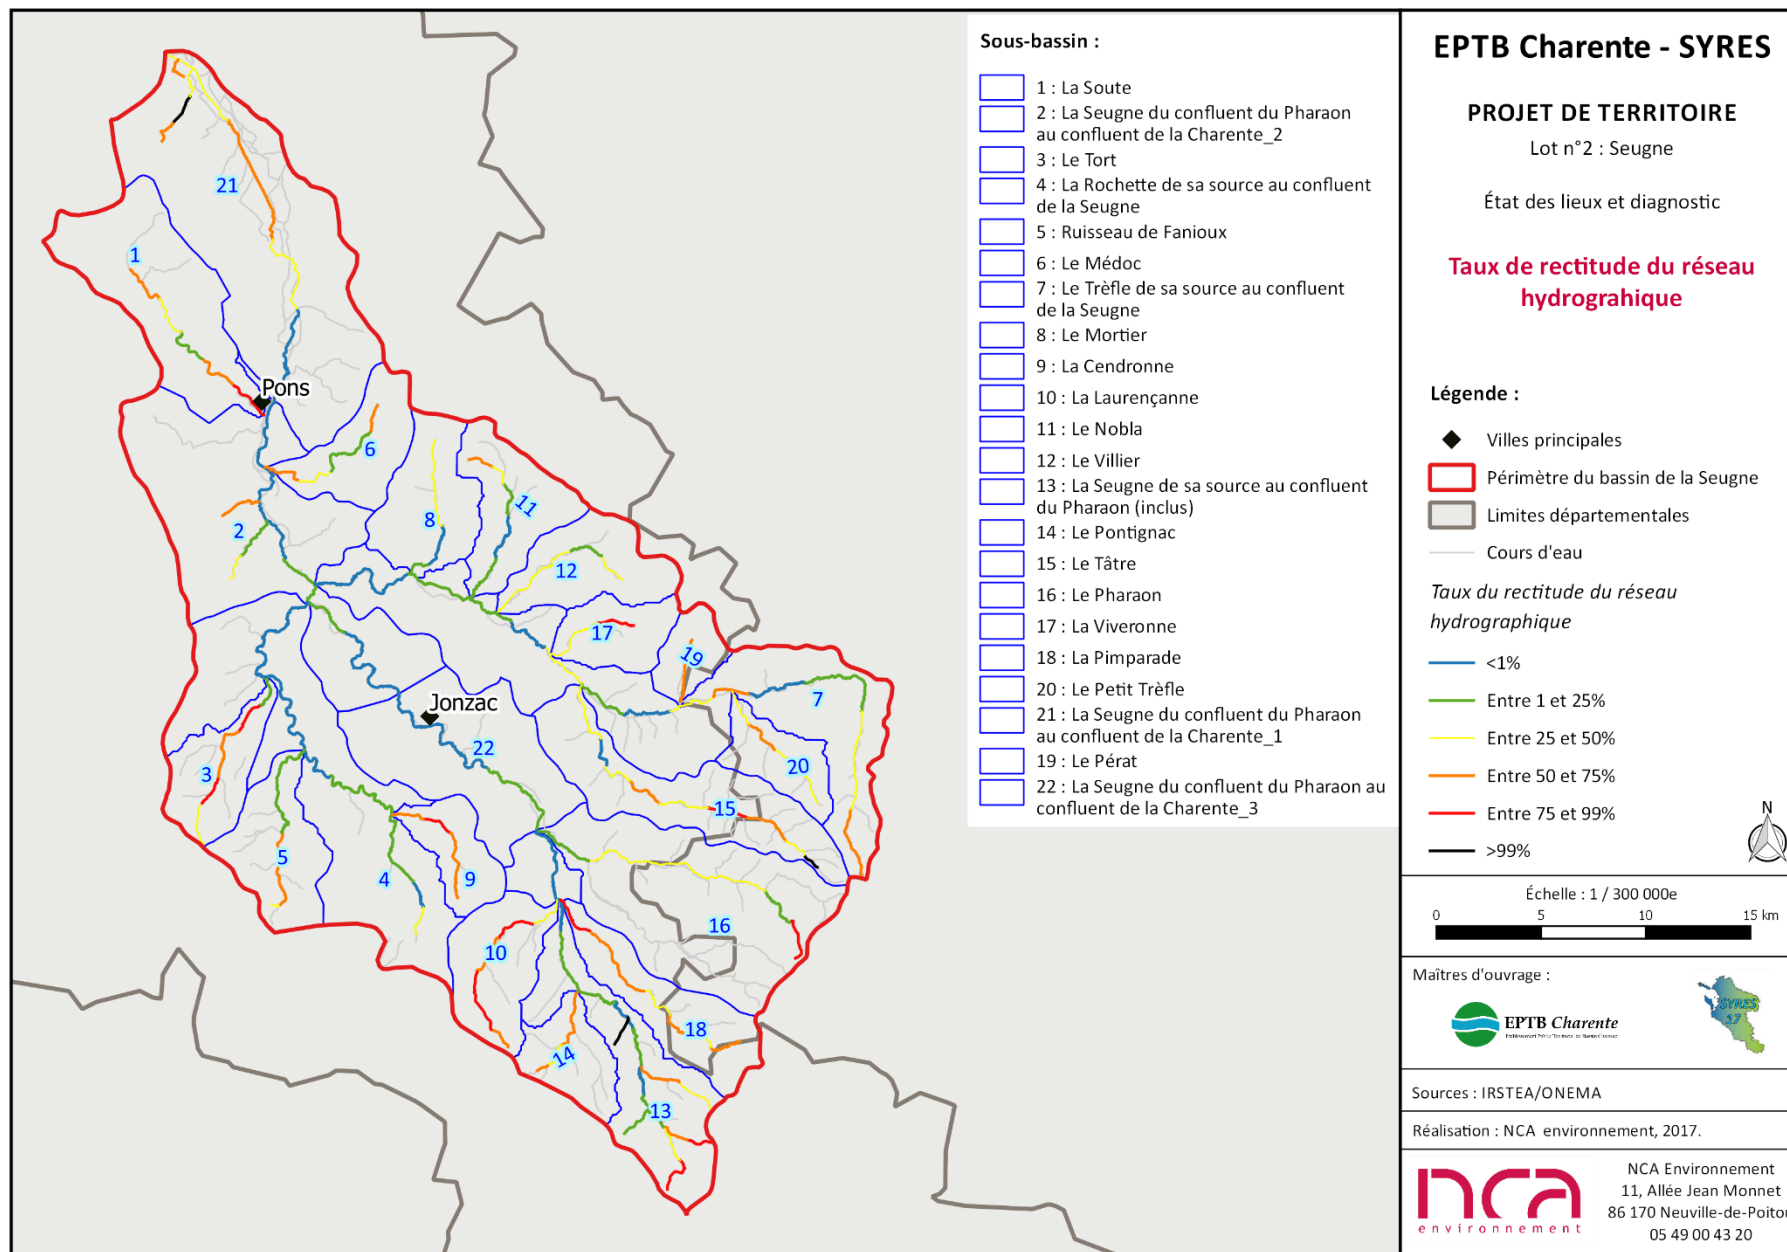 21
1
Pons
6
2
8
11
12
17
19
7
Jonzac
22
20
3
15
5
4
9
16
10
18
14
13
Sous-bassin :
1 : La Soute
2 : La Seugne du confluent du Pharaon
au confluent de la Charente_2
3 : Le Tort
4 : La Rochette de sa source au confluent
de la Seugne
5 : Ruisseau de Fanioux
6 : Le Médoc
7 : Le Trèfle de sa source au confluent
de la Seugne
8 : Le Mortier
9 : La Cendronne
10 : La Laurençanne
11 : Le Nobla
12 : Le Villier
13 : La Seugne de sa source au confluent
du Pharaon (inclus)
14 : Le Pontignac
15 : Le Tâtre
16 : Le Pharaon
17 : La Viveronne
18 : La Pimparade
20 : Le Petit Trèfle
21 : La Seugne du confluent du Pharaon
au confluent de la Charente_1
19 : Le Pérat
22 : La Seugne du confluent du Pharaon au
confluent de la Charente_3
EPTB Charente - SYRES
PROJET DE TERRITOIRE
Lot n°2 : Seugne
État des lieux et diagnostic
Taux de rectitude du réseau
hydrograhique
Légende :
Villes principales
Périmètre du bassin de la Seugne
Limites départementales
Cours d'eau
Taux du rectitude du réseau
hydrographique
<1%
Entre 1 et 25%
Entre 25 et 50%
Entre 50 et 75%
Entre 75 et 99%
>99%
N
Échelle : 1 / 300 000e
0 5 10 15 km
Maîtres d'ouvrage :
EPTB Charente
SYRES
17
Sources : IRSTEA/ONEMA
Réalisation : NCA environnement, 2017.
nca
environnement
NCA Environnement
11, Allée Jean Monnet
86 170 Neuville-de-Poitou
05 49 00 43 20